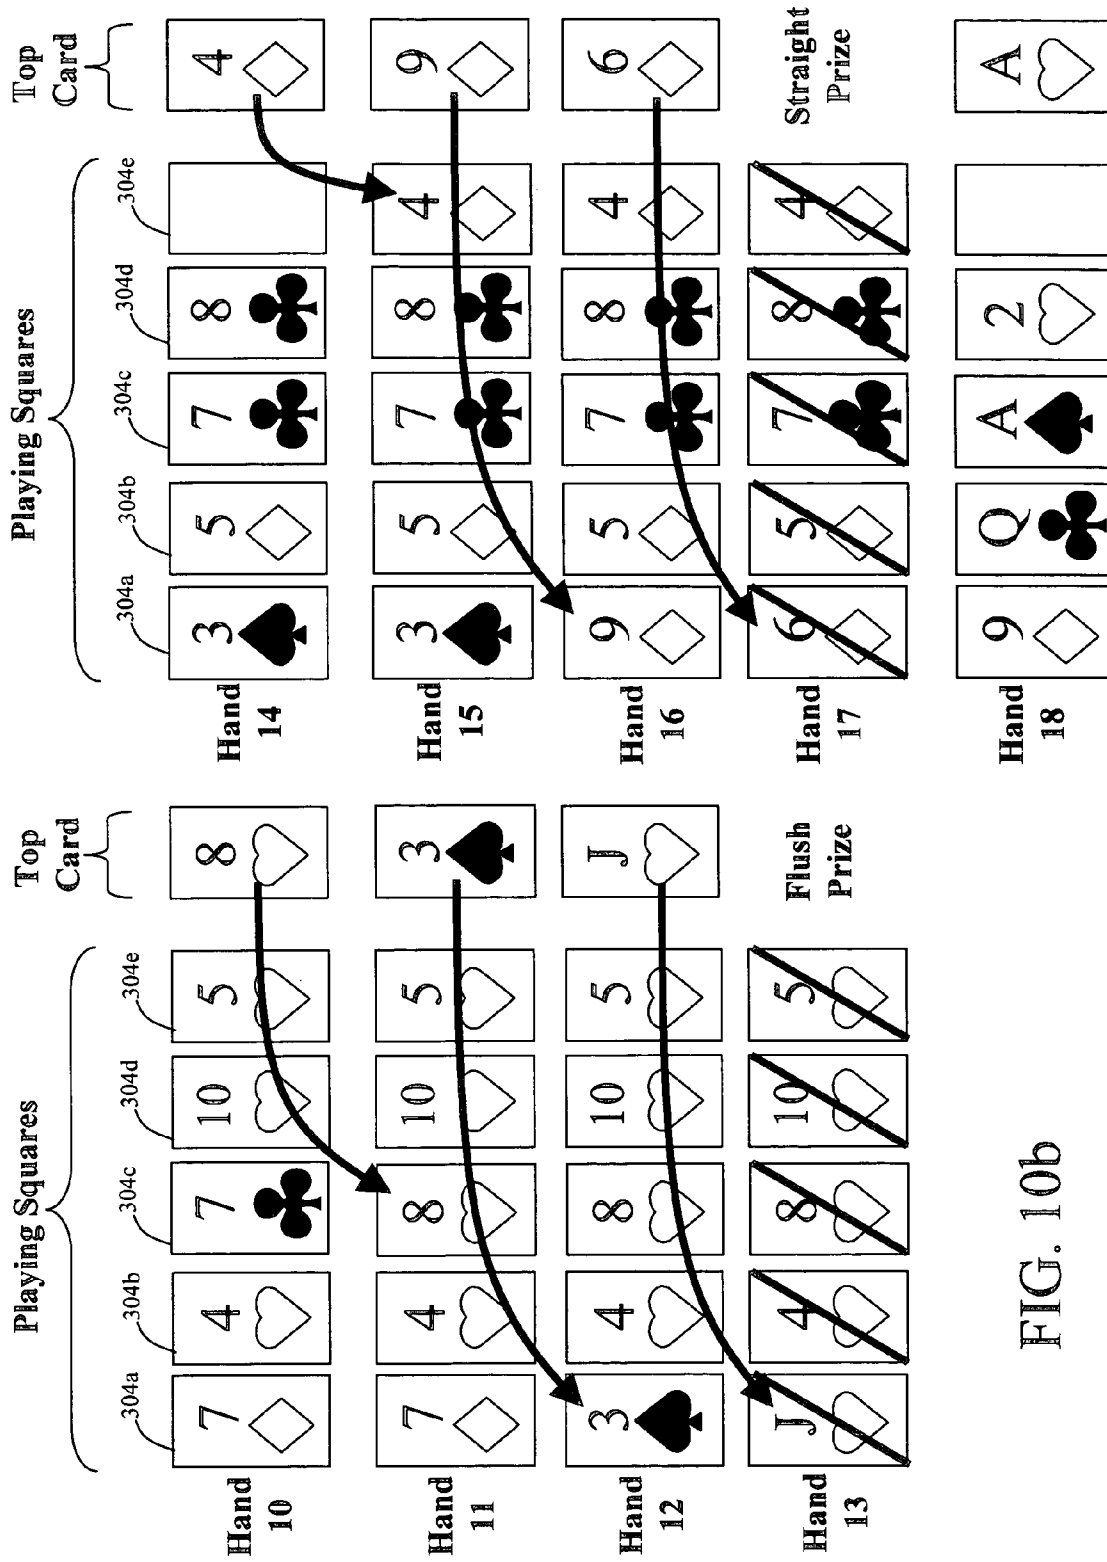 Playing Squares
Top
Card
304a 304b 304c 304d 304e
Hand
10
7 4 7 10 5 8
Hand
11
7 4 8 10 5 3
Hand
12
3 4 8 10 5 J
Hand
13
J 4 8 10 5
Flush
Prize
Playing Squares
Top
Card
304a 304b 304c 304d 304e
Hand
14
3 5 7 8 4
Hand
15
3 5 7 8 4 9
Hand
16
9 5 7 8 4 6
Hand
17
6 5 7 8 4
Straight
Prize
Hand
18
9 Q A 2 A
FIG. 10b